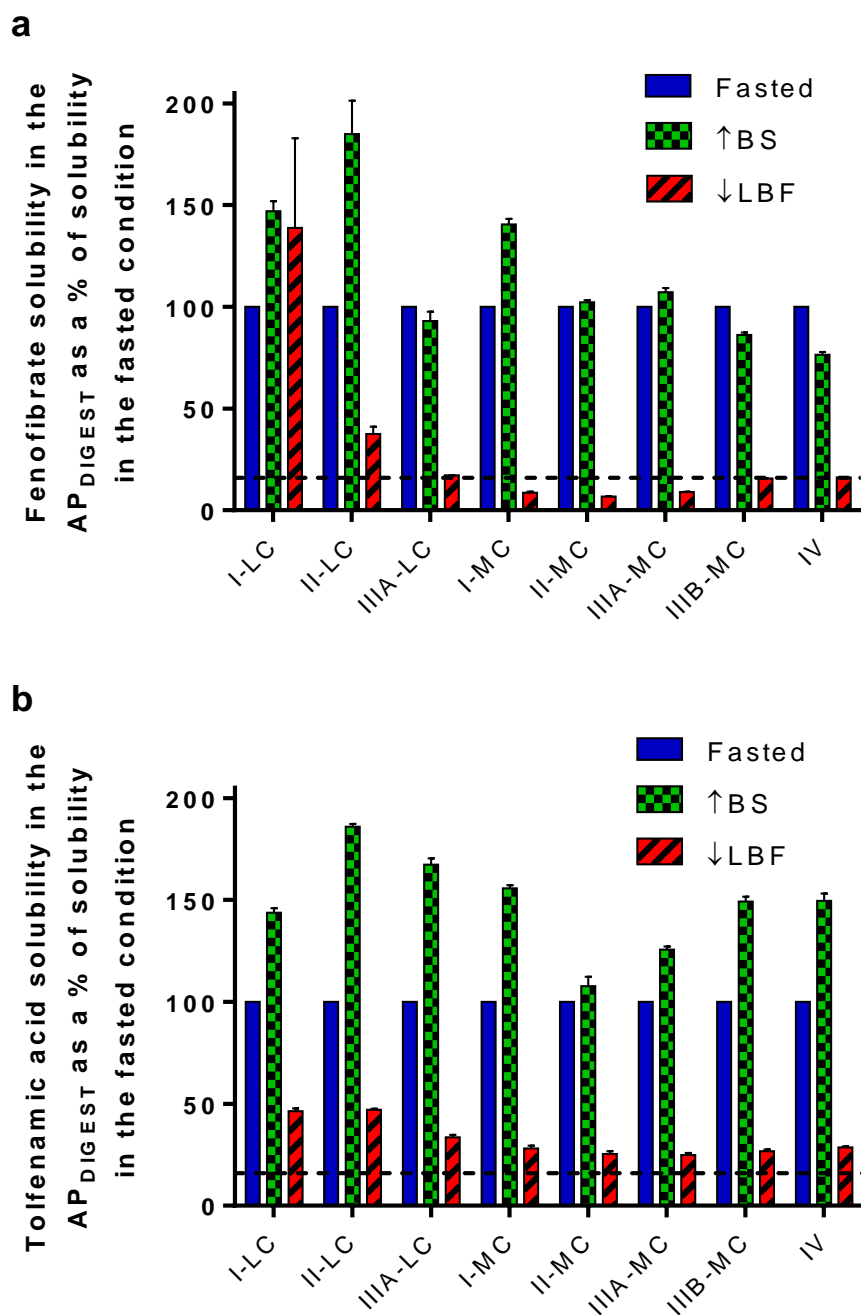 a
Fenofibrate solubility in the
AP DIGEST as a % of solubility
in the fasted condition
200
150
100
50
0
Fasted
↑BS
↓LBF
I-LC
II-LC
IIIA-LC
I-MC
II-MC
IIIA-MC
IIIB-MC
IV
b
Tolfenamic acid solubility in the
AP DIGEST as a % of solubility
in the fasted condition
200
150
100
50
0
Fasted
↑BS
↓LBF
I-LC
II-LC
IIIA-LC
I-MC
II-MC
IIIA-MC
IIIB-MC
IV